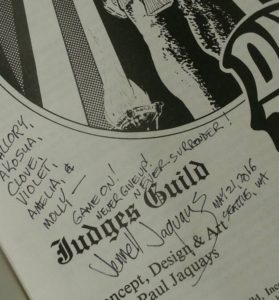 MALLORY,
AKOSUA,
CLOVE,
VIOLET
AMELIA, &
MOLLY —
GAME ON!
NEVER GIVE UP!
NEVER SURRENDER!
Judges Guild
Jennell Jaquays
MAY 21 2016
SEATTLE, WA
Concept, Design & Art
Paul Jaquays